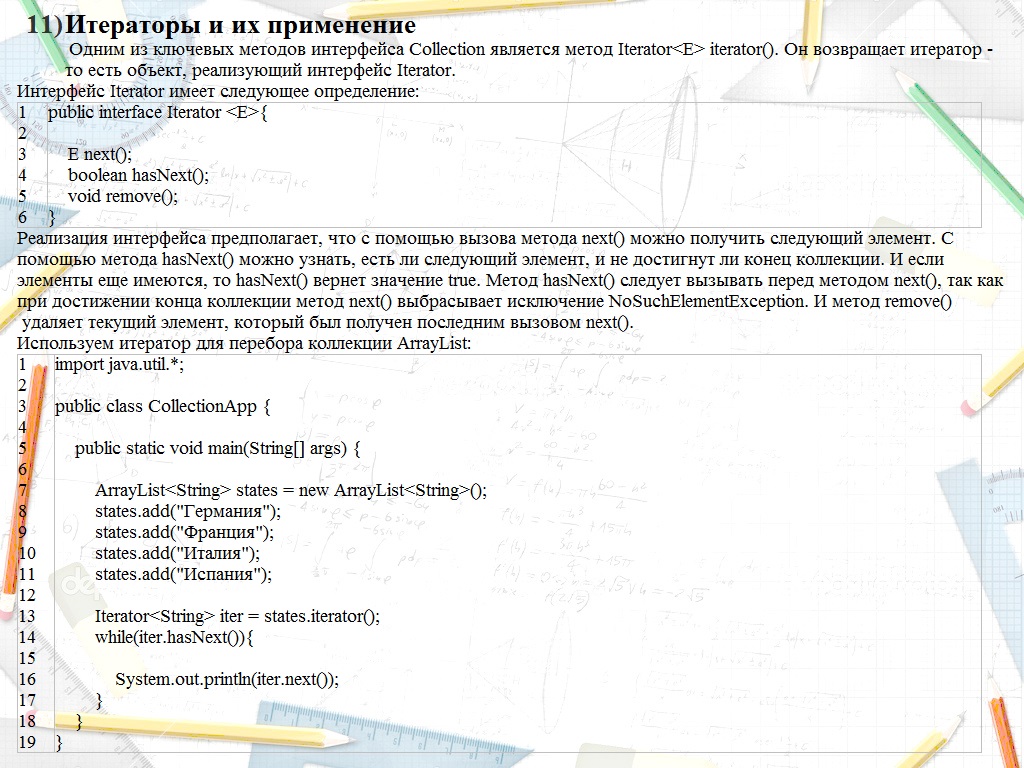 11) Итераторы и их применение
Одним из ключевых методов интерфейса Collection является метод Iterator<E> iterator(). Он возвращает итератор -
то есть объект, реализующий интерфейс Iterator.
Интерфейс Iterator имеет следующее определение:
1 public interface Iterator <E>{
2
3 E next();
4 boolean hasNext();
5 void remove();
6 }
Реализация интерфейса предполагает, что с помощью вызова метода next() можно получить следующий элемент. С
помощью метода hasNext() можно узнать, есть ли следующий элемент, и не достигнут ли конец коллекции. И если
элементы еще имеются, то hasNext() вернет значение true. Метод hasNext() следует вызывать перед методом next(), так как
при достижении конца коллекции метод next() выбрасывает исключение NoSuchElementException. И метод remove()
удаляет текущий элемент, который был получен последним вызовом next().
Используем итератор для перебора коллекции ArrayList:
1 import java.util.*;
2
3 public class CollectionApp {
4
5 public static void main(String[] args) {
6
7 ArrayList<String> states = new ArrayList<String>();
8 states.add("Германия");
9 states.add("Франция");
10 states.add("Италия");
11 states.add("Испания");
12
13 Iterator<String> iter = states.iterator();
14 while(iter.hasNext()){
15
16 System.out.println(iter.next());
17 }
18 }
19 }